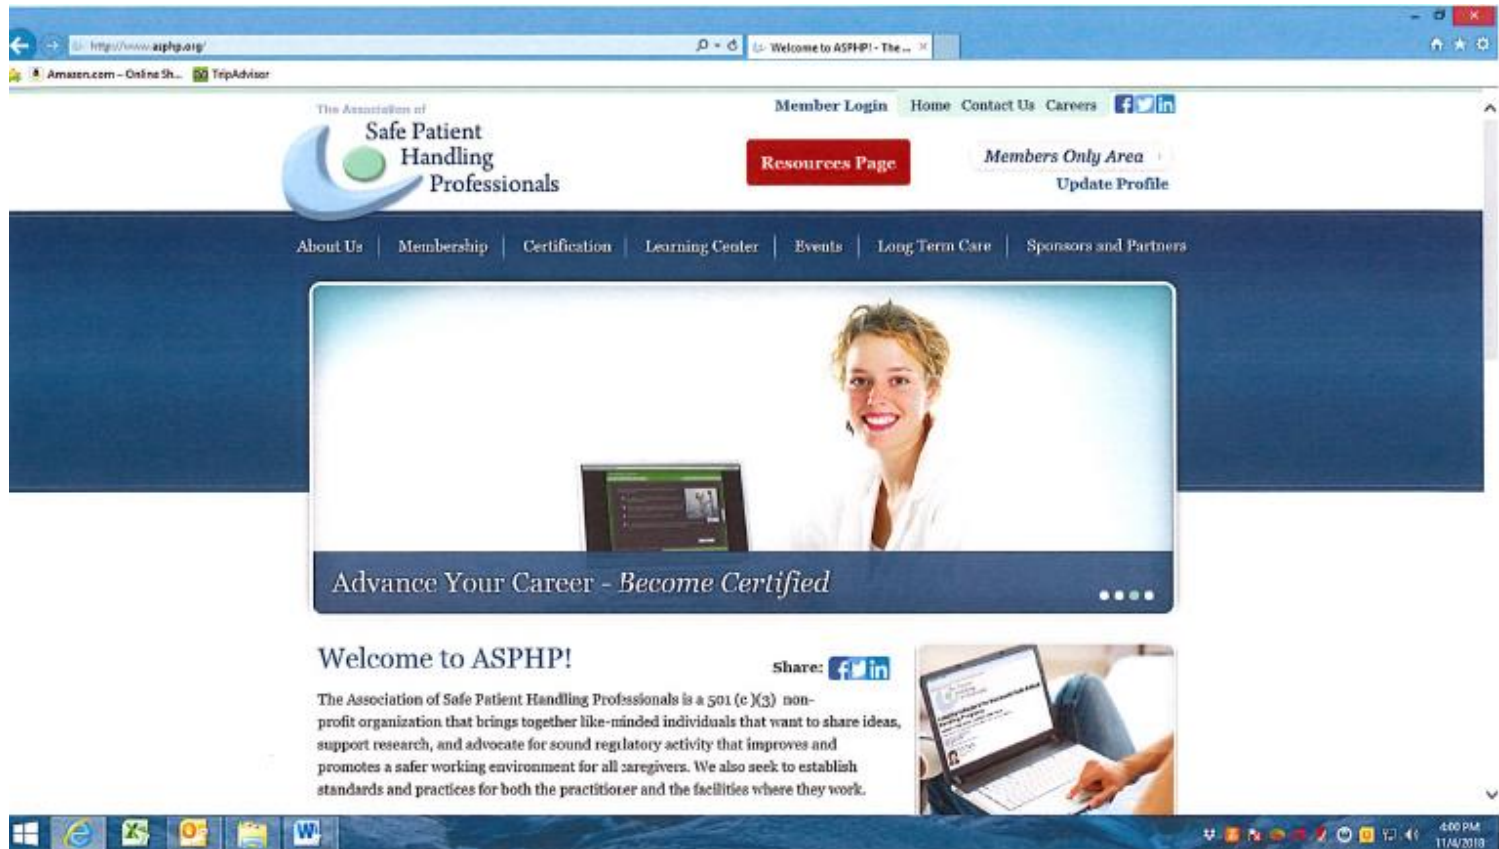 http://www.asphp.org/
Welcome to ASPHP! - The ...
Amazon.com – Online Sh...
TripAdvisor
The Association of
Safe Patient
Handling
Professionals
Member Login
Home Contact Us Careers
Resources Page
Members Only Area
Update Profile
About Us
Membership
Certification
Learning Center
Events
Long Term Care
Sponsors and Partners
Advance Your Career - Become Certified
Welcome to ASPHP!
Share:
The Association of Safe Patient Handling Professionals is a 501 (c )(3) non-
profit organization that brings together like-minded individuals that want to share ideas,
support research, and advocate for sound regulatory activity that improves and
promotes a safer working environment for all caregivers. We also seek to establish
standards and practices for both the practitioner and the facilities where they work.
4:00 PM
11/4/2018